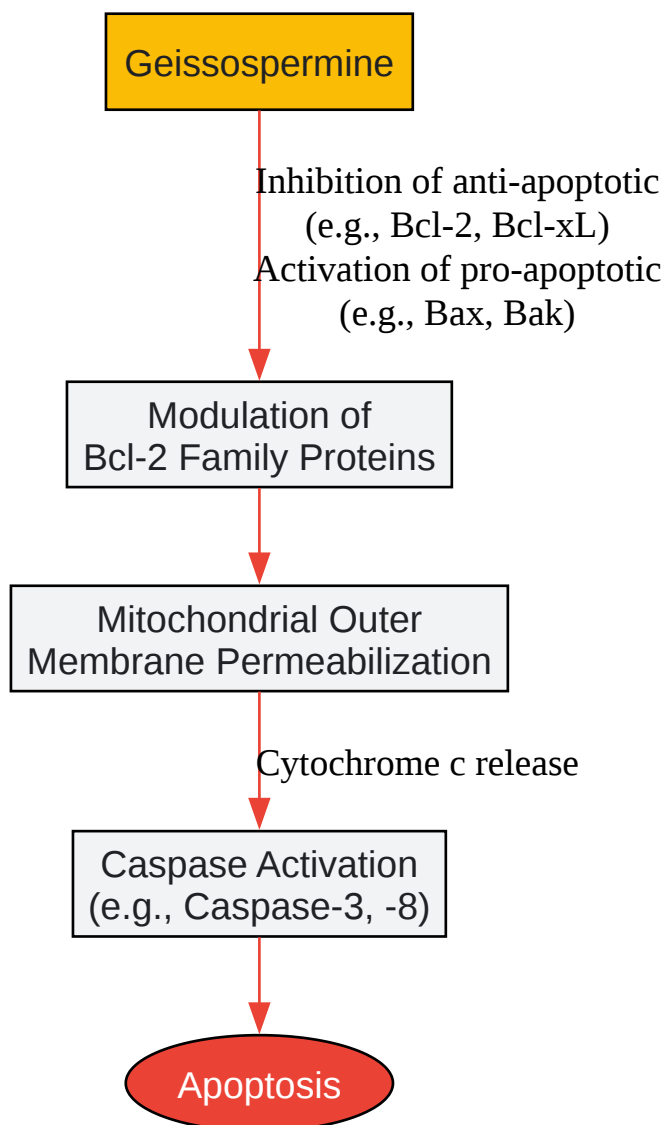 Geissospermine
Inhibition of anti-apoptotic
(e.g., Bcl-2, Bcl-xL)
Activation of pro-apoptotic
(e.g., Bax, Bak)
Modulation of
Bcl-2 Family Proteins
Mitochondrial Outer
Membrane Permeabilization
Cytochrome c release
Caspase Activation
(e.g., Caspase-3, -8)
Apoptosis